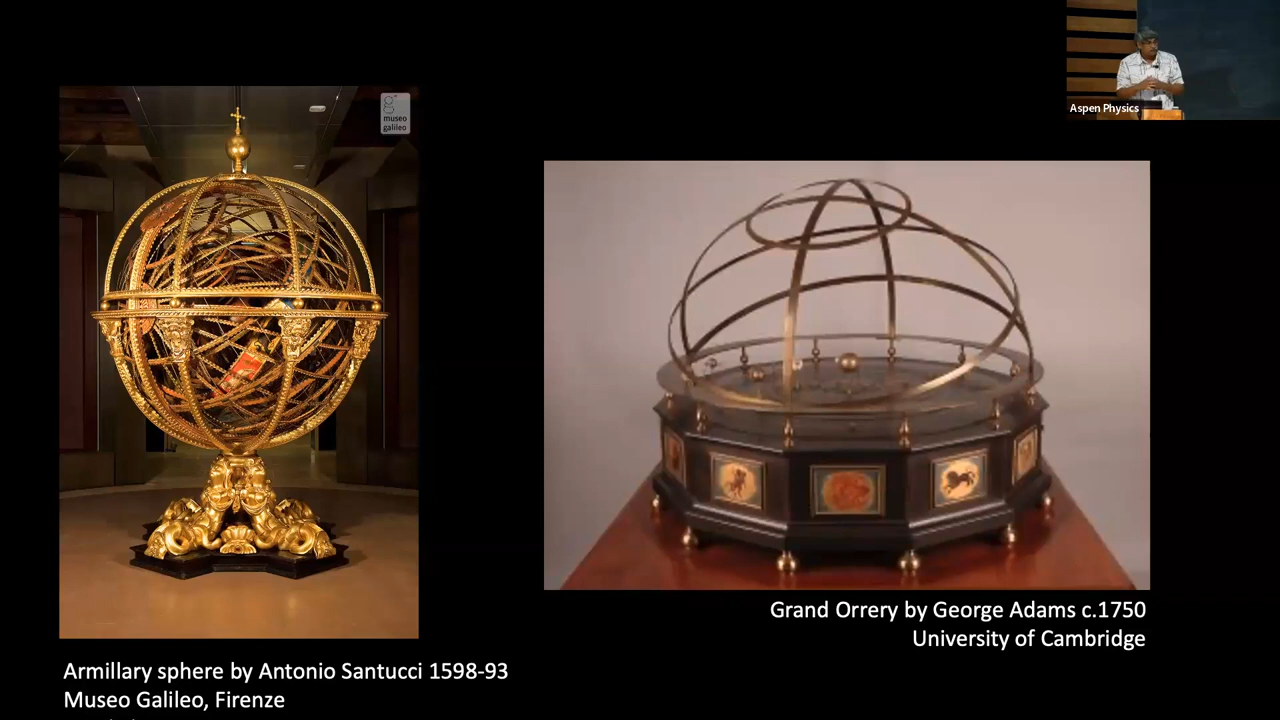 Aspen Physics
museo
galileo
Grand Orrery by George Adams c.1750
University of Cambridge
Armillary sphere by Antonio Santucci 1598-93
Museo Galileo, Firenze